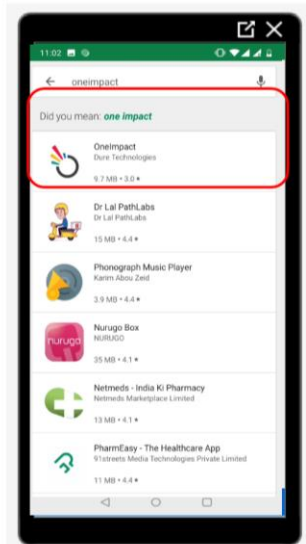 11:02
oneimpact
Did you mean: one impact
OneImpact
Dure Technologies
9.7 MB • 3.0 ★
Dr Lal PathLabs
Dr Lal PathLabs
15 MB • 4.4 ★
Phonograph Music Player
Karim Abou Zeid
3.9 MB • 4.4 ★
nurugo
Nurugo Box
NURUGO
35 MB • 4.1 ★
Netmeds - India Ki Pharmacy
Netmeds Marketplace Limited
13 MB • 4.1 ★
PharmEasy - The Healthcare App
91streets Media Technologies Private Limited
11 MB • 4.4 ★